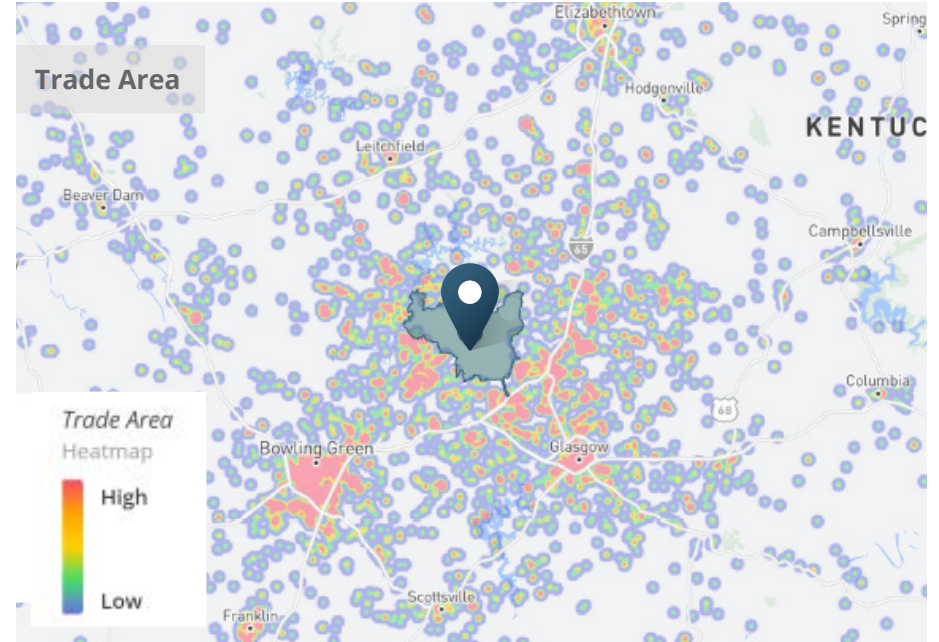 Elizabethtown
Spring
Trade Area
Hodgenville
KENTUC
Leitchfield
Beaver Dam
Campbellsville
65
Columbia
68
Trade Area
Heatmap
High
Low
Bowling Green
Glasgow
Scottsville
Franklin